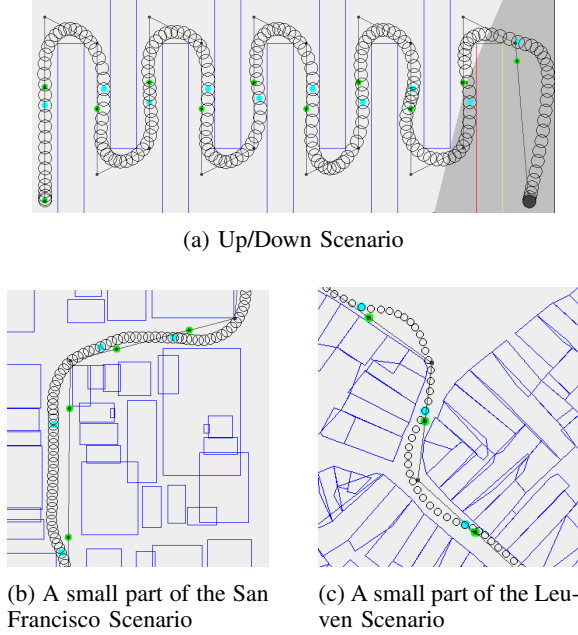 (a) Up/Down Scenario
(b) A small part of the San
Francisco Scenario
(c) A small part of the Leu-
ven Scenario